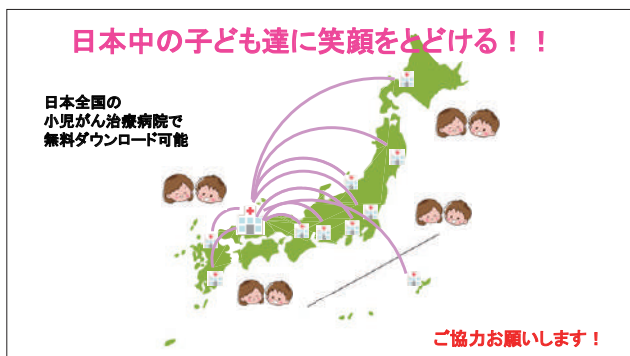 日本中の子ども達に笑顔をとどける！！
日本全国の
小児がん治療病院で
無料ダウンロード可能
ご協力お願いします！